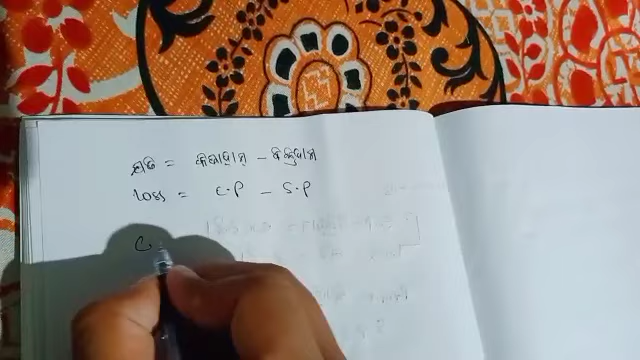 କ୍ଷତି = କିଣାଦାମ୍ - ବିକ୍ରିଦାମ୍
Loss = C.P - S.P
C